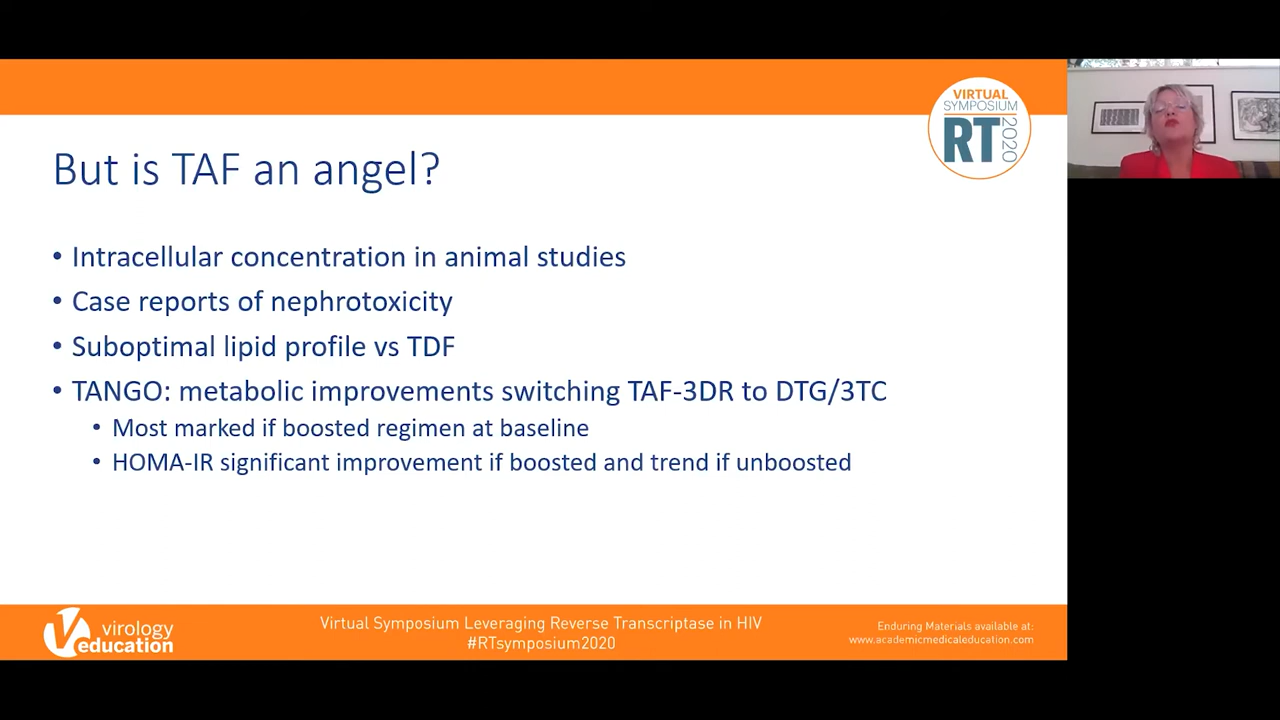 VIRTUAL
SYMPOSIUM
RT 2020
But is TAF an angel?
• Intracellular concentration in animal studies
• Case reports of nephrotoxicity
• Suboptimal lipid profile vs TDF
• TANGO: metabolic improvements switching TAF-3DR to DTG/3TC
• Most marked if boosted regimen at baseline
• HOMA-IR significant improvement if boosted and trend if unboosted
virology
education
Virtual Symposium Leveraging Reverse Transcriptase in HIV
#RTsymposium2020
Enduring Materials available at:
www.academicmedicaleducation.com